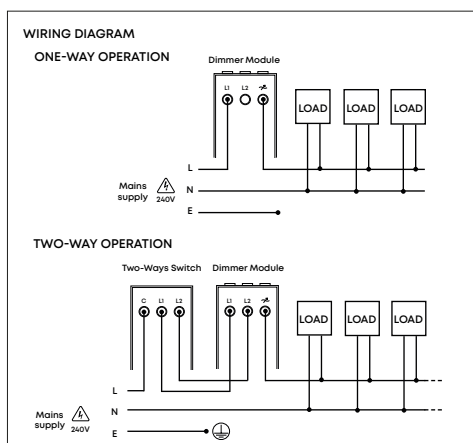 WIRING DIAGRAM
ONE-WAY OPERATION
Dimmer Module
L1 L2
LOAD LOAD LOAD
L
N
Mains supply 240V
E
TWO-WAY OPERATION
Two-Ways Switch Dimmer Module
C L1 L2 L1 L2
LOAD LOAD LOAD
L
N
Mains supply 240V
E